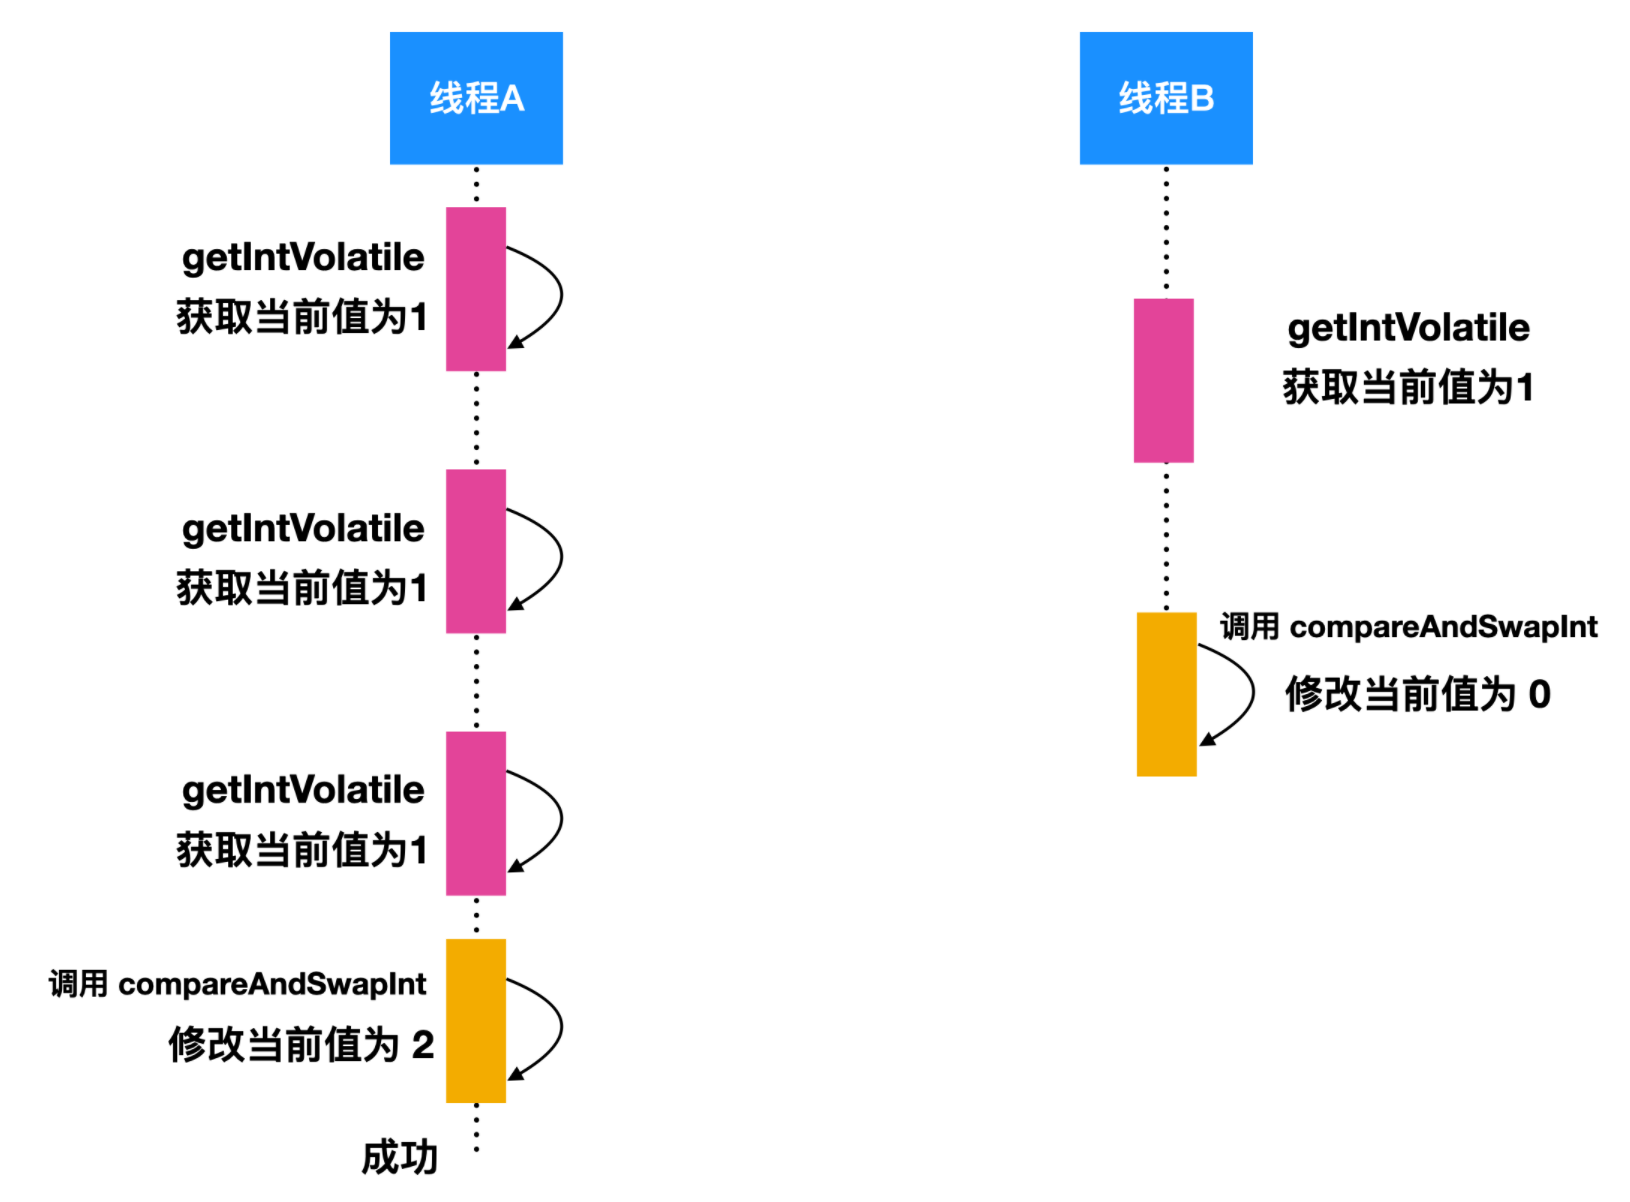 线程A
线程B
getIntVolatile
获取当前值为1
getIntVolatile
获取当前值为1
getIntVolatile
获取当前值为1
调用 compareAndSwapInt
修改当前值为 0
getIntVolatile
获取当前值为1
调用 compareAndSwapInt
修改当前值为 2
成功